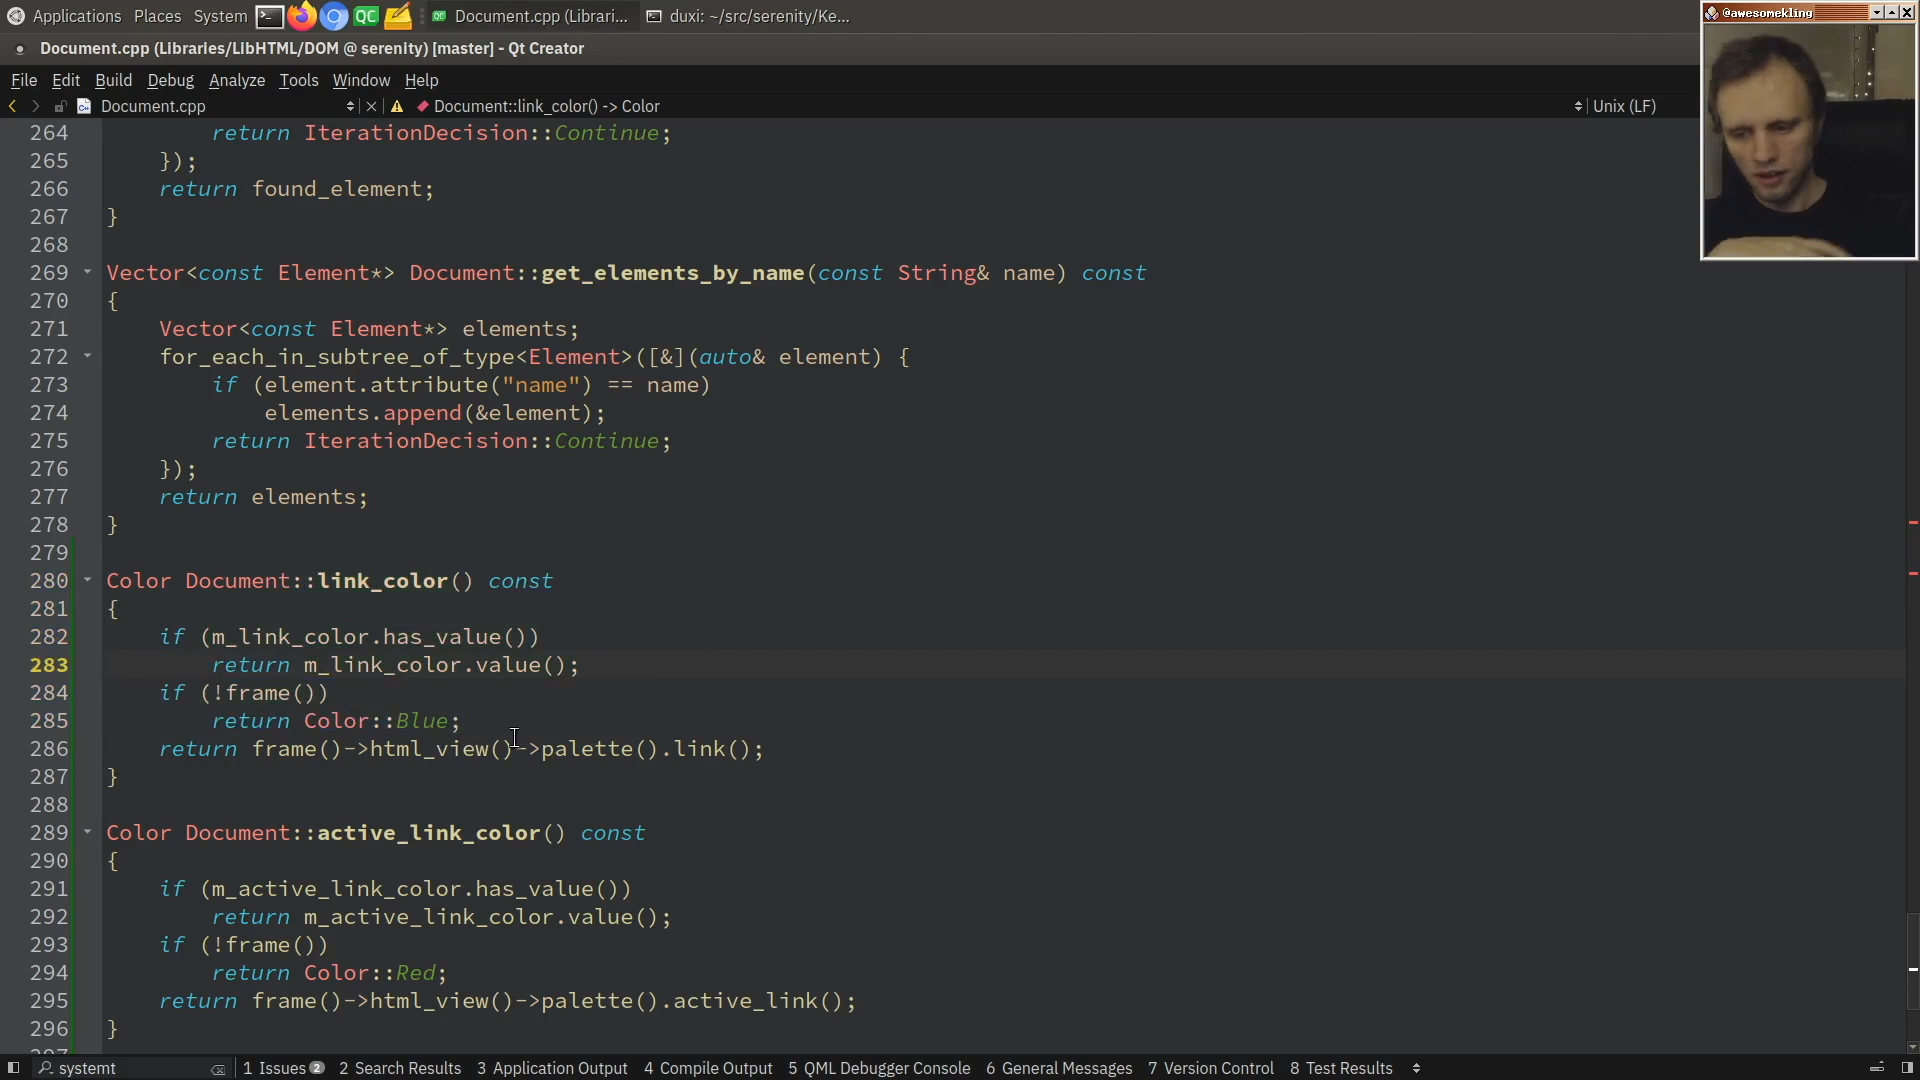 Applications Places System Document.cpp (Librari... duxi: ~/src/serenity/Ke...
@awesomekling
Document.cpp (Libraries/LibHTML/DOM @ serenity) [master] - Qt Creator
File Edit Build Debug Analyze Tools Window Help
Document.cpp Document::link_color() -> Color Unix (LF)
264 return IterationDecision::Continue;
265 });
266 return found_element;
267 }
268
269 Vector<const Element*> Document::get_elements_by_name(const String& name) const
270 {
271 Vector<const Element*> elements;
272 for_each_in_subtree_of_type<Element>([&](auto& element) {
273 if (element.attribute("name") == name)
274 elements.append(&element);
275 return IterationDecision::Continue;
276 });
277 return elements;
278 }
279
280 Color Document::link_color() const
281 {
282 if (m_link_color.has_value())
283 return m_link_color.value();
284 if (!frame())
285 return Color::Blue;
286 return frame()->html_view()->palette().link();
287 }
288
289 Color Document::active_link_color() const
290 {
291 if (m_active_link_color.has_value())
292 return m_active_link_color.value();
293 if (!frame())
294 return Color::Red;
295 return frame()->html_view()->palette().active_link();
296 }
systemt 1 Issues 2 2 Search Results 3 Application Output 4 Compile Output 5 QML Debugger Console 6 General Messages 7 Version Control 8 Test Results